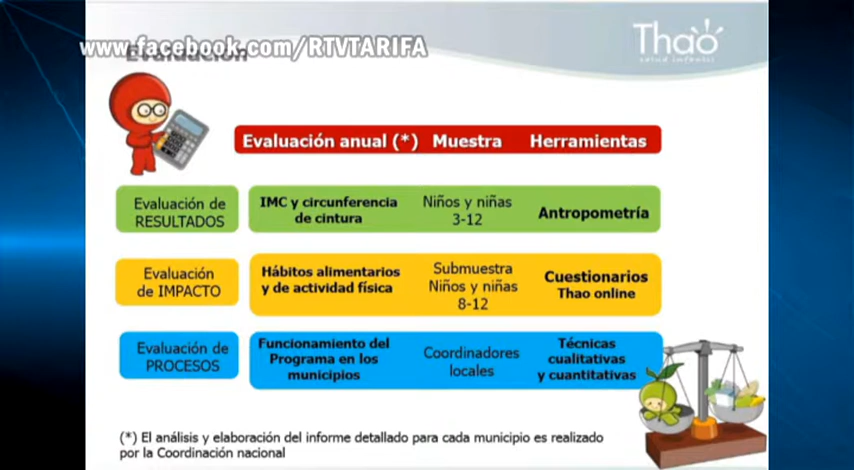 www.facebook.com/RTVTARIFA
Evaluación
Thao
salud infantil
Evaluación anual (*) Muestra Herramientas
Evaluación de
RESULTADOS
IMC y circunferencia
de cintura
Niños y niñas
3-12
Antropometría
Evaluación
de IMPACTO
Hábitos alimentarios
y de actividad física
Submuestra
Niños y niñas
8-12
Cuestionarios
Thao online
Evaluación de
PROCESOS
Funcionamiento del
Programa en los
municipios
Coordinadores
locales
Técnicas
cualitativas
y cuantitativas
(*) El análisis y elaboración del informe detallado para cada municipio es realizado
por la Coordinación nacional